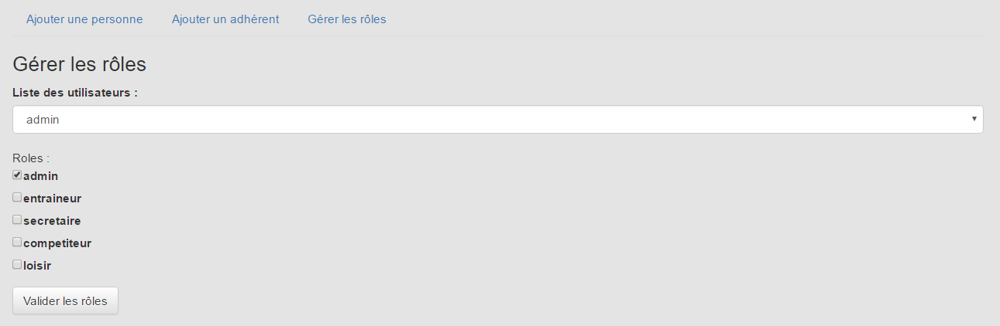 Ajouter une personne Ajouter un adhérent Gérer les rôles
Gérer les rôles
Liste des utilisateurs :
admin
Roles :
admin
entraineur
secretaire
competiteur
loisir
Valider les rôles